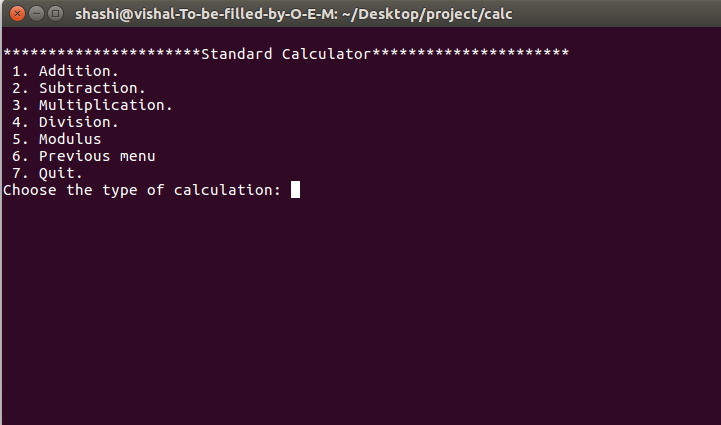 shashi@vishal-To-be-filled-by-O-E-M: ~/Desktop/project/calc
**********************Standard Calculator**********************
1. Addition.
2. Subtraction.
3. Multiplication.
4. Division.
5. Modulus
6. Previous menu
7. Quit.
Choose the type of calculation: